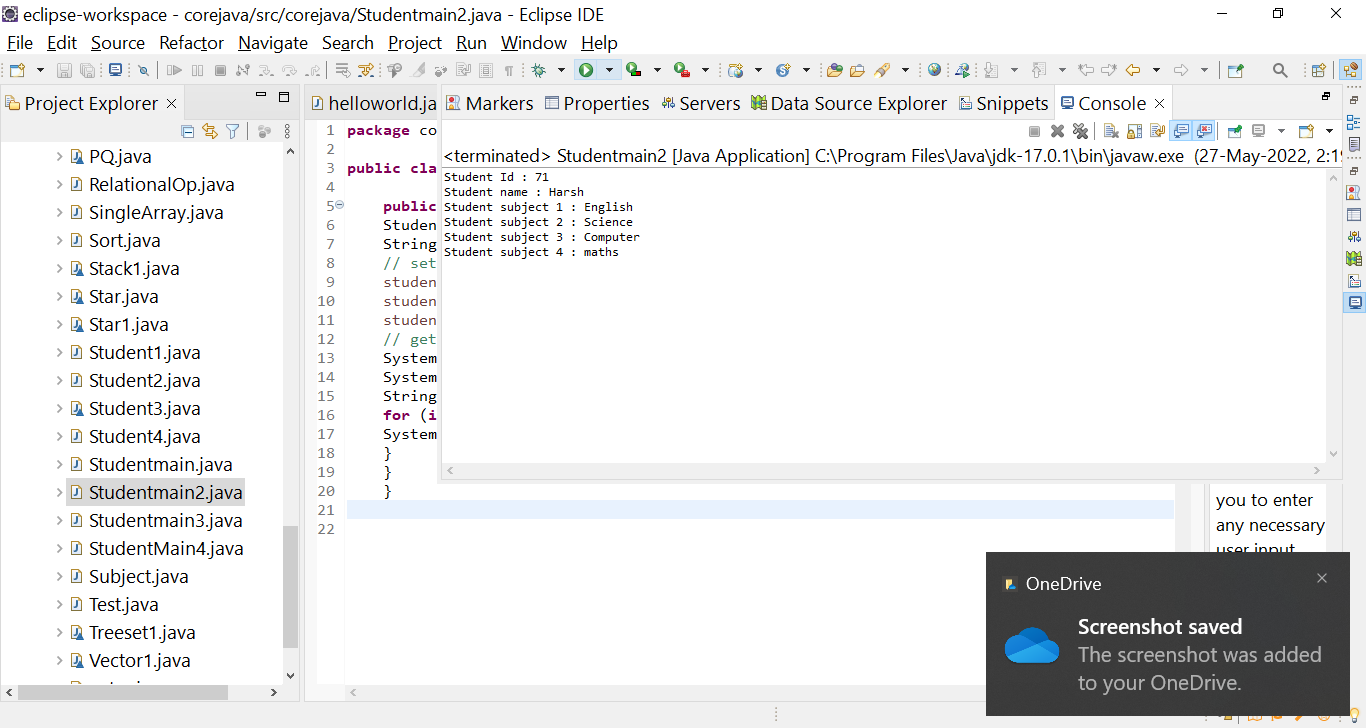 eclipse-workspace - corejava/src/corejava/Studentmain2.java - Eclipse IDE
File Edit Source Refactor Navigate Search Project Run Window Help
Project Explorer
PQ.java
RelationalOp.java
SingleArray.java
Sort.java
Stack1.java
Star.java
Star1.java
Student1.java
Student2.java
Student3.java
Student4.java
Studentmain.java
Studentmain2.java
Studentmain3.java
StudentMain4.java
Subject.java
Test.java
Treeset1.java
Vector1.java
helloworld.ja
1 package co
2
3 public cla
4
5 public
6 Studen
7 String
8 // set
9 studen
10 studen
11 studen
12 // get
13 System
14 System
15 String
16 for (i
17 System
18 }
19 }
20 }
21
22
Markers Properties Servers Data Source Explorer Snippets Console
<terminated> Studentmain2 [Java Application] C:\Program Files\Java\jdk-17.0.1\bin\javaw.exe (27-May-2022, 2:19
Student Id : 71
Student name : Harsh
Student subject 1 : English
Student subject 2 : Science
Student subject 3 : Computer
Student subject 4 : maths
you to enter
any necessary
user input
OneDrive
Screenshot saved
The screenshot was added
to your OneDrive.